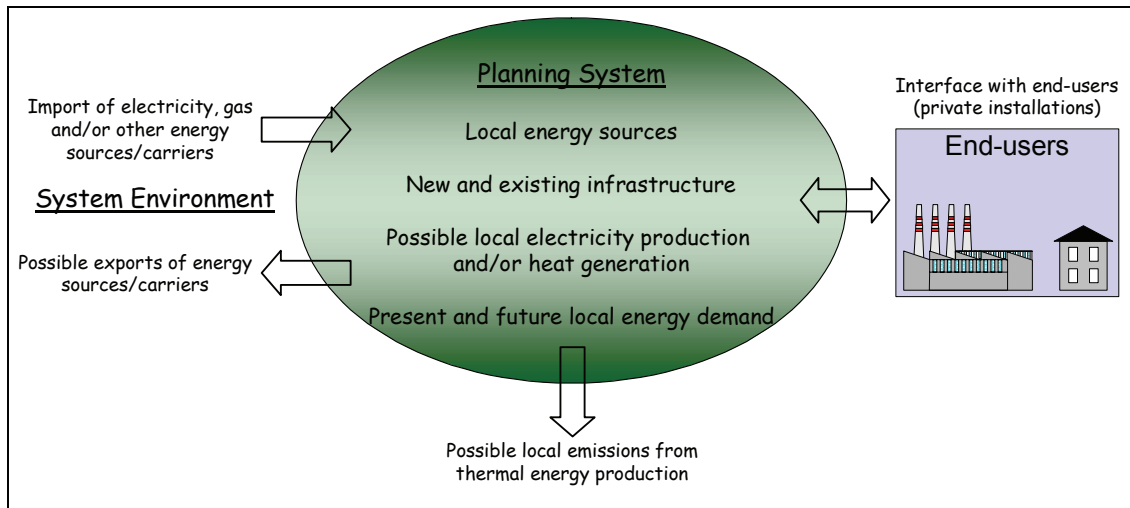 Planning System
Local energy sources
New and existing infrastructure
Possible local electricity production
and/or heat generation
Present and future local energy demand
Import of electricity, gas
and/or other energy
sources/carriers
System Environment
Possible exports of energy
sources/carriers
Interface with end-users
(private installations)
End-users
Possible local emissions from
thermal energy production